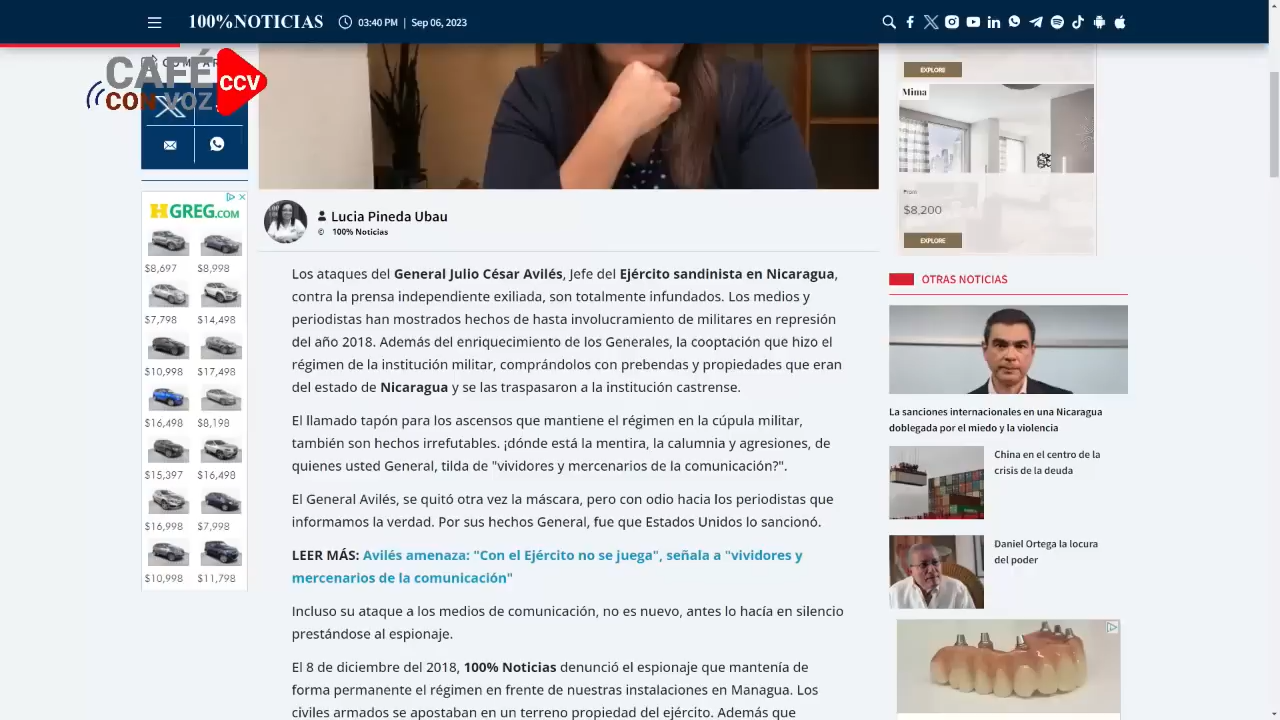 100%NOTICIAS
03:40 PM | Sep 06, 2023
CAFÉ
CON VOZ
CCV
EXPLORE
Mima
From
$8,200
EXPLORE
HGREG.COM
$8,697 $8,998
$7,798 $14,498
$10,998 $17,498
$16,498 $8,198
$15,397 $16,498
$16,998 $7,998
$10,998 $11,798
Lucia Pineda Ubau
© 100% Noticias
Los ataques del General Julio César Avilés, Jefe del Ejército sandinista en Nicaragua,
contra la prensa independiente exiliada, son totalmente infundados. Los medios y
periodistas han mostrados hechos de hasta involucramiento de militares en represión
del año 2018. Además del enriquecimiento de los Generales, la cooptación que hizo el
régimen de la institución militar, comprándolos con prebendas y propiedades que eran
del estado de Nicaragua y se las traspasaron a la institución castrense.
El llamado tapón para los ascensos que mantiene el régimen en la cúpula militar,
también son hechos irrefutables. ¡dónde está la mentira, la calumnia y agresiones, de
quienes usted General, tilda de "vividores y mercenarios de la comunicación?".
El General Avilés, se quitó otra vez la máscara, pero con odio hacia los periodistas que
informamos la verdad. Por sus hechos General, fue que Estados Unidos lo sancionó.
LEER MÁS: Avilés amenaza: "Con el Ejército no se juega", señala a "vividores y
mercenarios de la comunicación"
Incluso su ataque a los medios de comunicación, no es nuevo, antes lo hacía en silencio
prestándose al espionaje.
El 8 de diciembre del 2018, 100% Noticias denunció el espionaje que mantenía de
forma permanente el régimen en frente de nuestras instalaciones en Managua. Los
civiles armados se apostaban en un terreno propiedad del ejército. Además que
OTRAS NOTICIAS
La sanciones internacionales en una Nicaragua
doblegada por el miedo y la violencia
China en el centro de la
crisis de la deuda
Daniel Ortega la locura
del poder